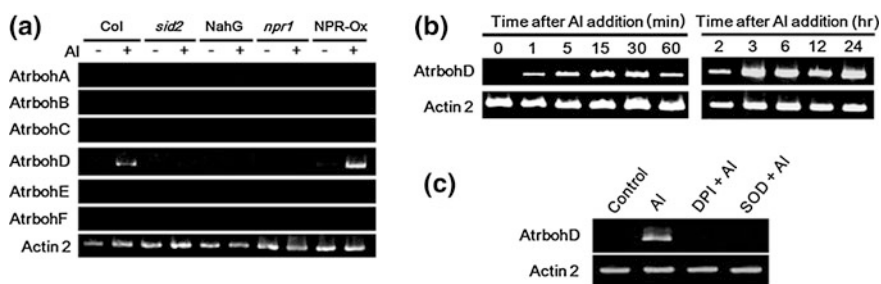 (a)
Col sid2 NahG npr1 NPR-Ox
Al - + - + - + - + - +
AtrbohA
AtrbohB
AtrbohC
AtrbohD
AtrbohE
AtrbohF
Actin 2
(b)
Time after Al addition (min) Time after Al addition (hr)
0 1 5 15 30 60 2 3 6 12 24
AtrbohD
Actin 2
(c)
Control Al DPI + Al SOD + Al
AtrbohD
Actin 2